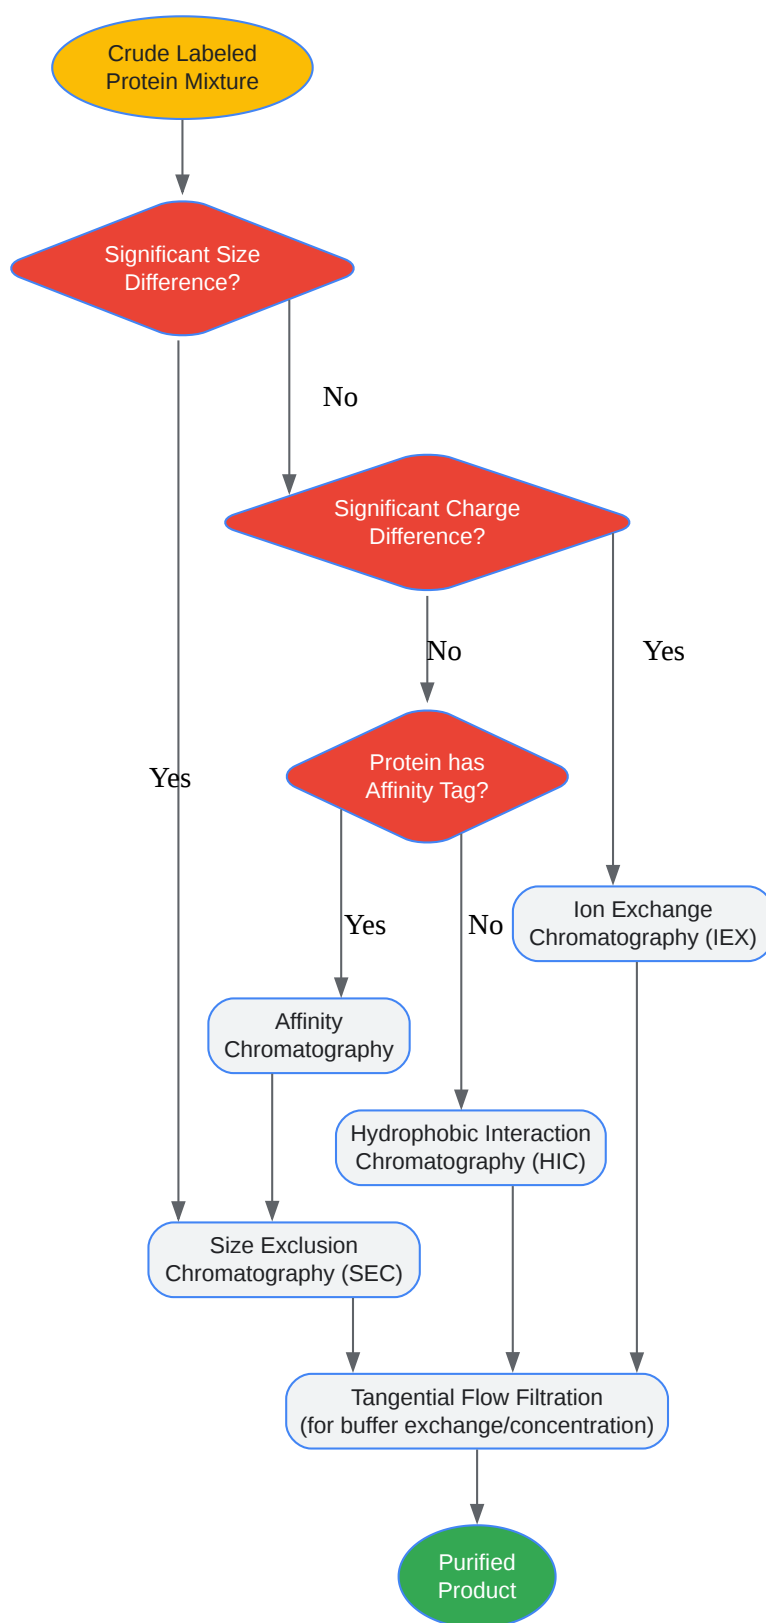 Crude Labeled
Protein Mixture
Significant Size
Difference?
No
Significant Charge
Difference?
No
Yes
Protein has
Affinity Tag?
Yes
Yes
No
Ion Exchange
Chromatography (IEX)
Affinity
Chromatography
Hydrophobic Interaction
Chromatography (HIC)
Size Exclusion
Chromatography (SEC)
Tangential Flow Filtration
(for buffer exchange/concentration)
Purified
Product